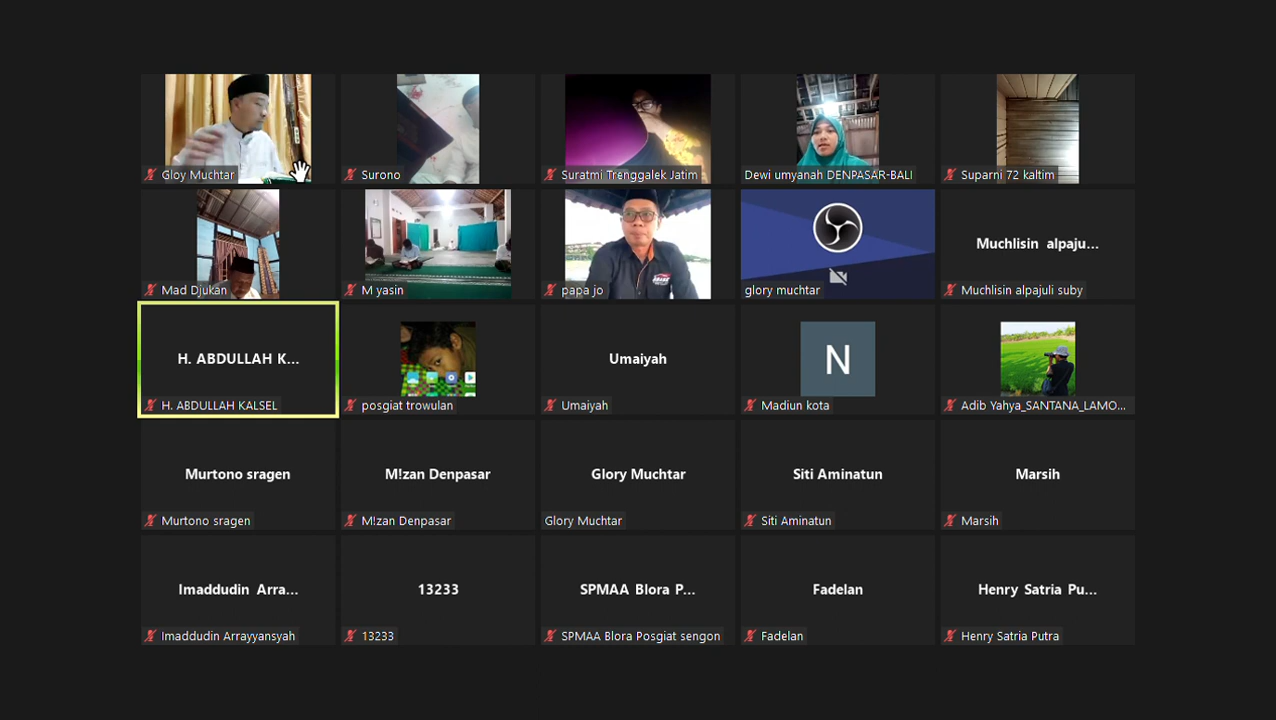 Gloy Muchtar
Surono
Suratmi Trenggalek Jatim
Dewi umyanah DENPASAR-BALI
Suparni 72 kaltim
Mad Djukan
M yasin
papa jo
glory muchtar
Muchlisin alpaju...
Muchlisin alpajuli suby
H. ABDULLAH K...
H. ABDULLAH KALSEL
posgiat trowulan
Umaiyah
Umaiyah
N
Madiun kota
Adib Yahya_SANTANA_LAMO...
Murtono sragen
Murtono sragen
M!zan Denpasar
M!zan Denpasar
Glory Muchtar
Glory Muchtar
Siti Aminatun
Siti Aminatun
Marsih
Marsih
Imaddudin Arra...
Imaddudin Arrayyansyah
13233
13233
SPMAA Blora P...
SPMAA Blora Posgiat sengon
Fadelan
Fadelan
Henry Satria Pu...
Henry Satria Putra